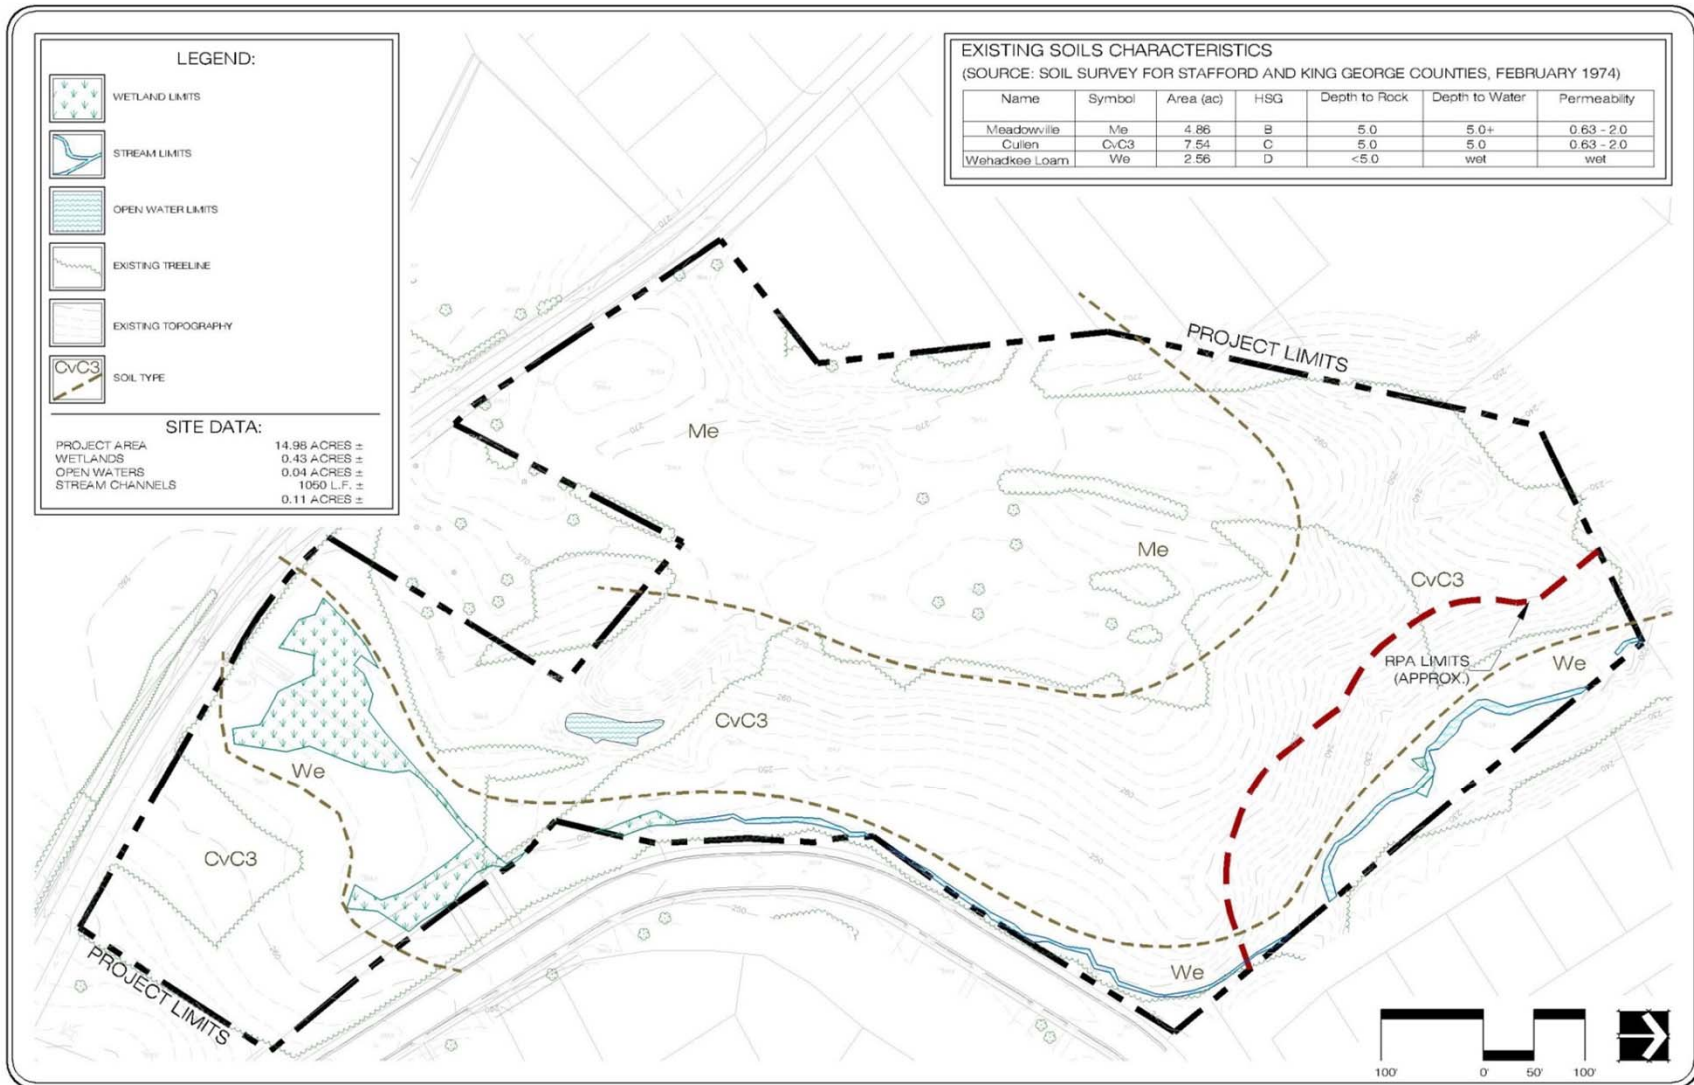 LEGEND:
WETLAND LIMITS
STREAM LIMITS
OPEN WATER LIMITS
EXISTING TREELINE
EXISTING TOPOGRAPHY
CvC3
SOIL TYPE
SITE DATA:
PROJECT AREA 14.98 ACRES ±
WETLANDS 0.43 ACRES ±
OPEN WATERS 0.04 ACRES ±
STREAM CHANNELS 1050 L.F. ±
0.11 ACRES ±
EXISTING SOILS CHARACTERISTICS
(SOURCE: SOIL SURVEY FOR STAFFORD AND KING GEORGE COUNTIES, FEBRUARY 1974)
Name Symbol Area (ac) HSG Depth to Rock Depth to Water Permeability
Meadowville Me 4.86 B 5.0 5.0+ 0.63 - 2.0
Cullen CvC3 7.54 C 5.0 5.0 0.63 - 2.0
Wehadkee Loam We 2.56 D <5.0 wet wet
PROJECT LIMITS
Me
Me
CvC3
RPA LIMITS
(APPROX.)
We
CvC3
We
CvC3
We
PROJECT LIMITS
270
270
260
250
250
100' 0' 50' 100'